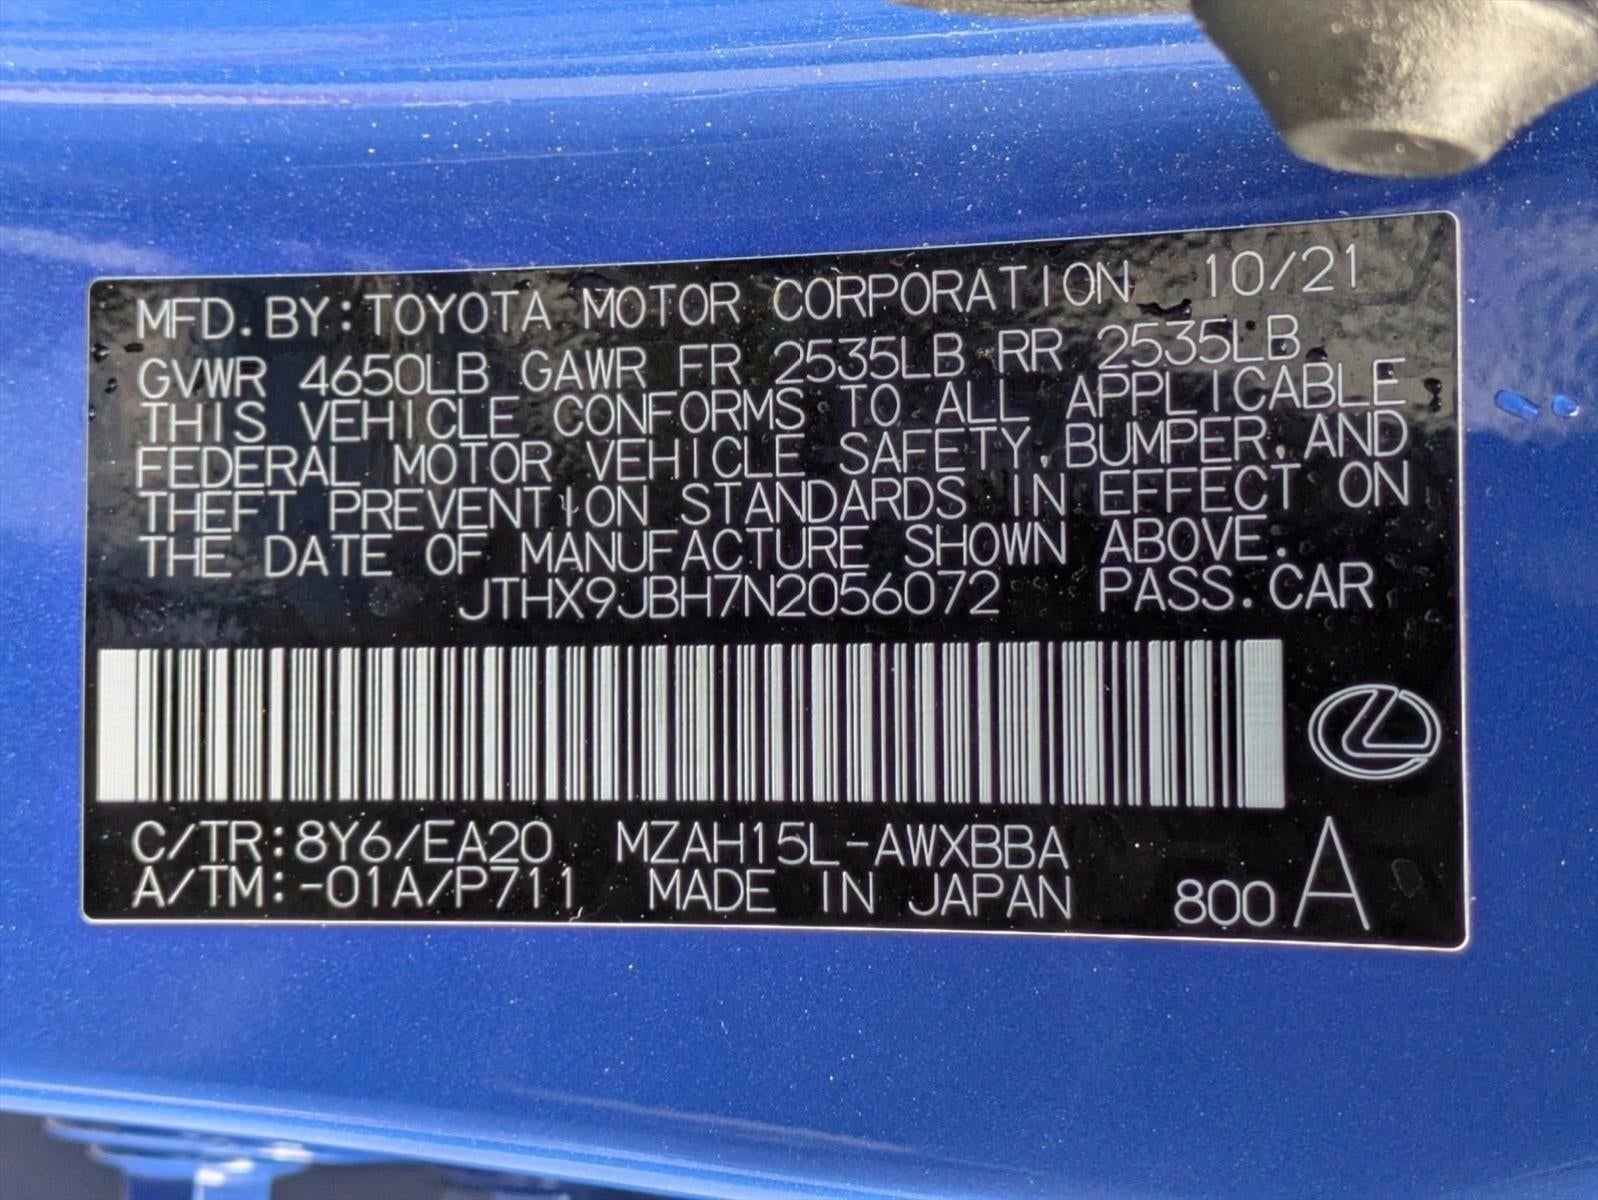 MFD. BY: TOYOTA MOTOR CORPORATION 10/21
GVWR 4650LB GAWR FR 2535LB RR 2535LB
THIS VEHICLE CONFORMS TO ALL APPLICABLE
FEDERAL MOTOR VEHICLE SAFETY, BUMPER, AND
THEFT PREVENTION STANDARDS IN EFFECT ON
THE DATE OF MANUFACTURE SHOWN ABOVE.
JTHX9JBH7N2056072 PASS. CAR
C/TR: 8Y6/EA20 MZAH15L-AWXBBA
A/TM: -01A/P711 MADE IN JAPAN 800 A